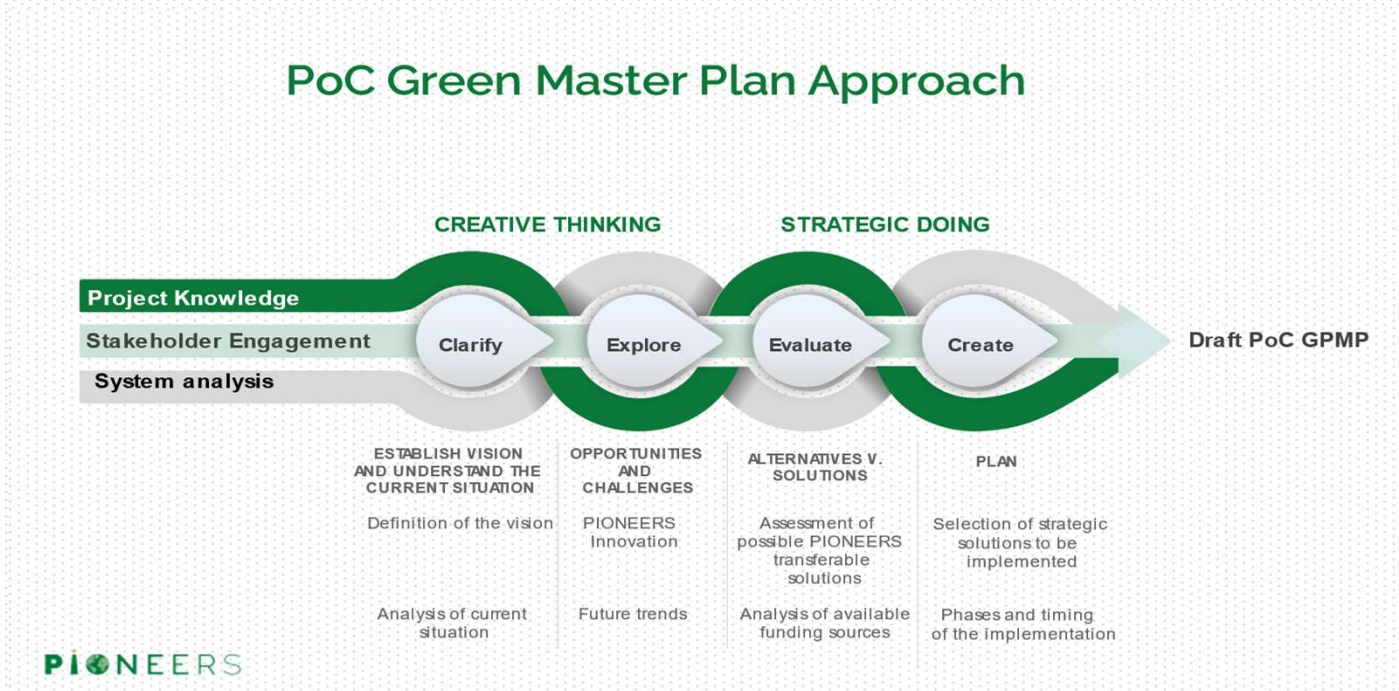 PoC Green Master Plan Approach
CREATIVE THINKING
STRATEGIC DOING
Project Knowledge
Stakeholder Engagement
System analysis
Clarify
Explore
Evaluate
Create
Draft PoC GPMP
ESTABLISH VISION
AND UNDERSTAND THE
CURRENT SITUATION
Definition of the vision
Analysis of current
situation
OPPORTUNITIES
AND
CHALLENGES
PIONEERS
Innovation
Future trends
ALTERNATIVES V.
SOLUTIONS
Assessment of
possible PIONEERS
transferable
solutions
Analysis of available
funding sources
PLAN
Selection of strategic
solutions to be
implemented
Phases and timing
of the implementation
PIONEERS